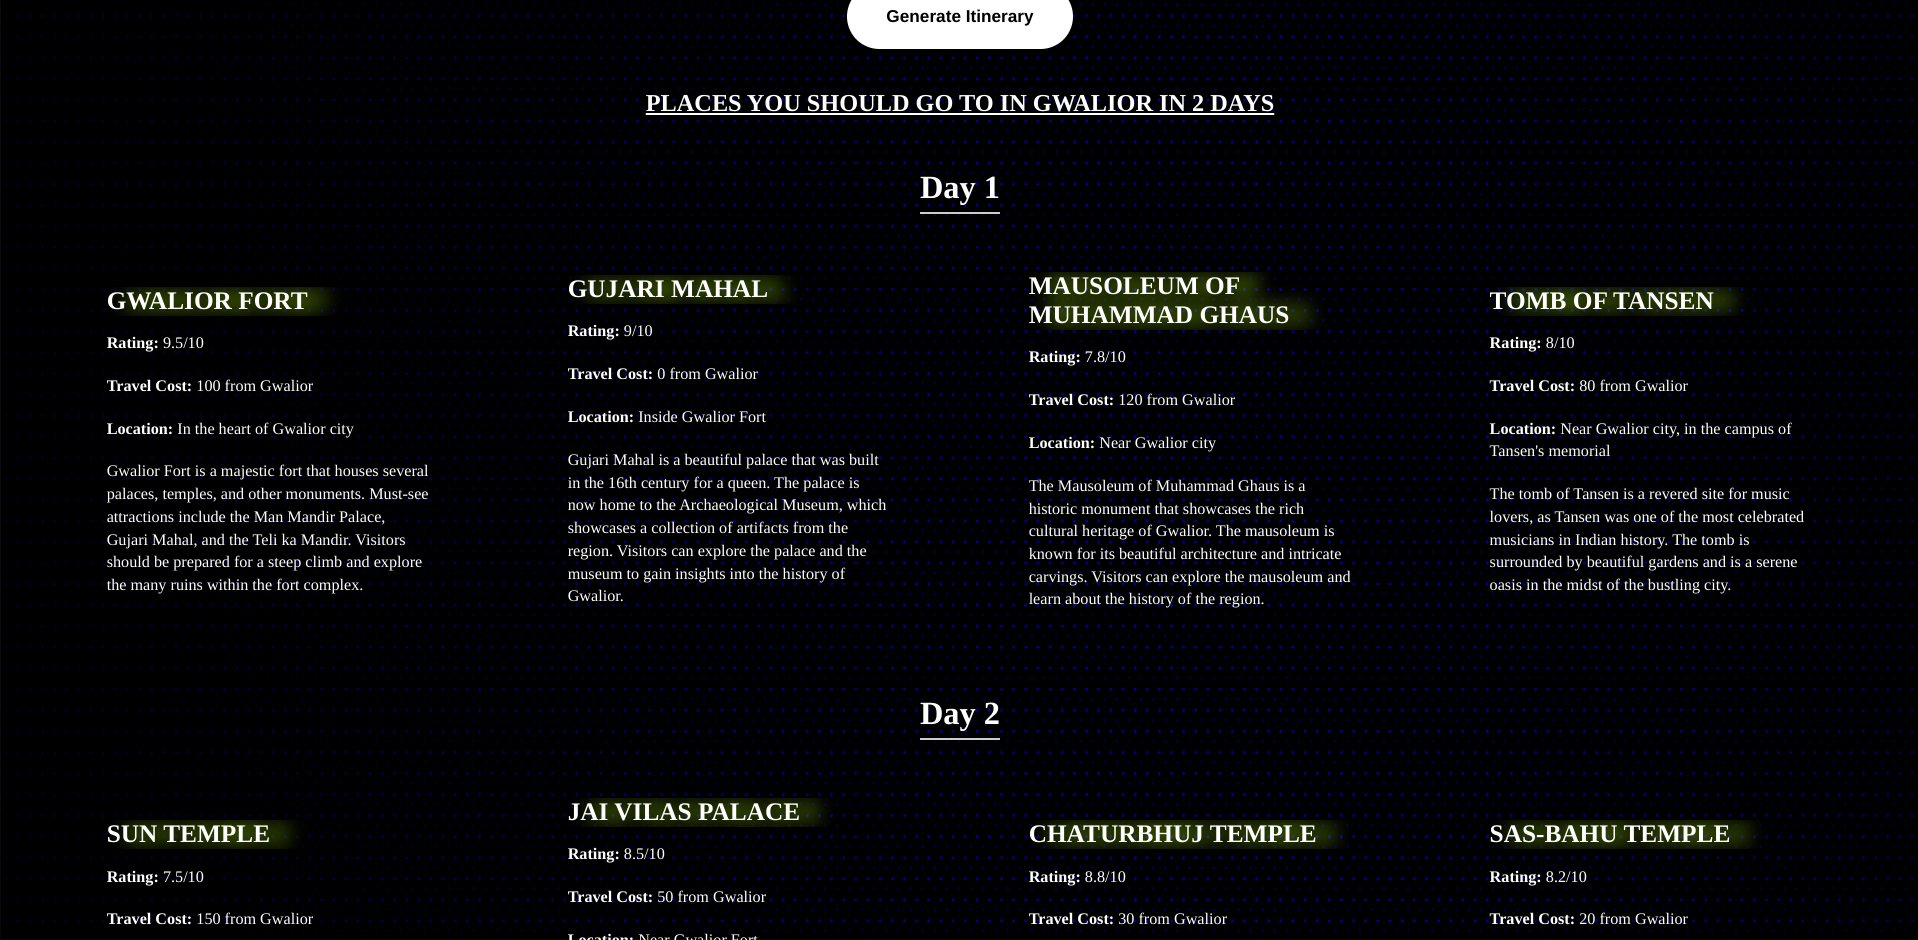 Generate Itinerary
PLACES YOU SHOULD GO TO IN GWALIOR IN 2 DAYS
Day 1
GWALIOR FORT
Rating: 9.5/10
Travel Cost: 100 from Gwalior
Location: In the heart of Gwalior city
Gwalior Fort is a majestic fort that houses several
palaces, temples, and other monuments. Must-see
attractions include the Man Mandir Palace,
Gujari Mahal, and the Teli ka Mandir. Visitors
should be prepared for a steep climb and explore
the many ruins within the fort complex.
GUJARI MAHAL
Rating: 9/10
Travel Cost: 0 from Gwalior
Location: Inside Gwalior Fort
Gujari Mahal is a beautiful palace that was built
in the 16th century for a queen. The palace is
now home to the Archaeological Museum, which
showcases a collection of artifacts from the
region. Visitors can explore the palace and the
museum to gain insights into the history of
Gwalior.
MAUSOLEUM OF
MUHAMMAD GHAUS
Rating: 7.8/10
Travel Cost: 120 from Gwalior
Location: Near Gwalior city
The Mausoleum of Muhammad Ghaus is a
historic monument that showcases the rich
cultural heritage of Gwalior. The mausoleum is
known for its beautiful architecture and intricate
carvings. Visitors can explore the mausoleum and
learn about the history of the region.
TOMB OF TANSEN
Rating: 8/10
Travel Cost: 80 from Gwalior
Location: Near Gwalior city, in the campus of
Tansen's memorial
The tomb of Tansen is a revered site for music
lovers, as Tansen was one of the most celebrated
musicians in Indian history. The tomb is
surrounded by beautiful gardens and is a serene
oasis in the midst of the bustling city.
Day 2
SUN TEMPLE
Rating: 7.5/10
Travel Cost: 150 from Gwalior
JAI VILAS PALACE
Rating: 8.5/10
Travel Cost: 50 from Gwalior
Location: Near Gwalior Fort
CHATURBHUJ TEMPLE
Rating: 8.8/10
Travel Cost: 30 from Gwalior
SAS-BAHU TEMPLE
Rating: 8.2/10
Travel Cost: 20 from Gwalior